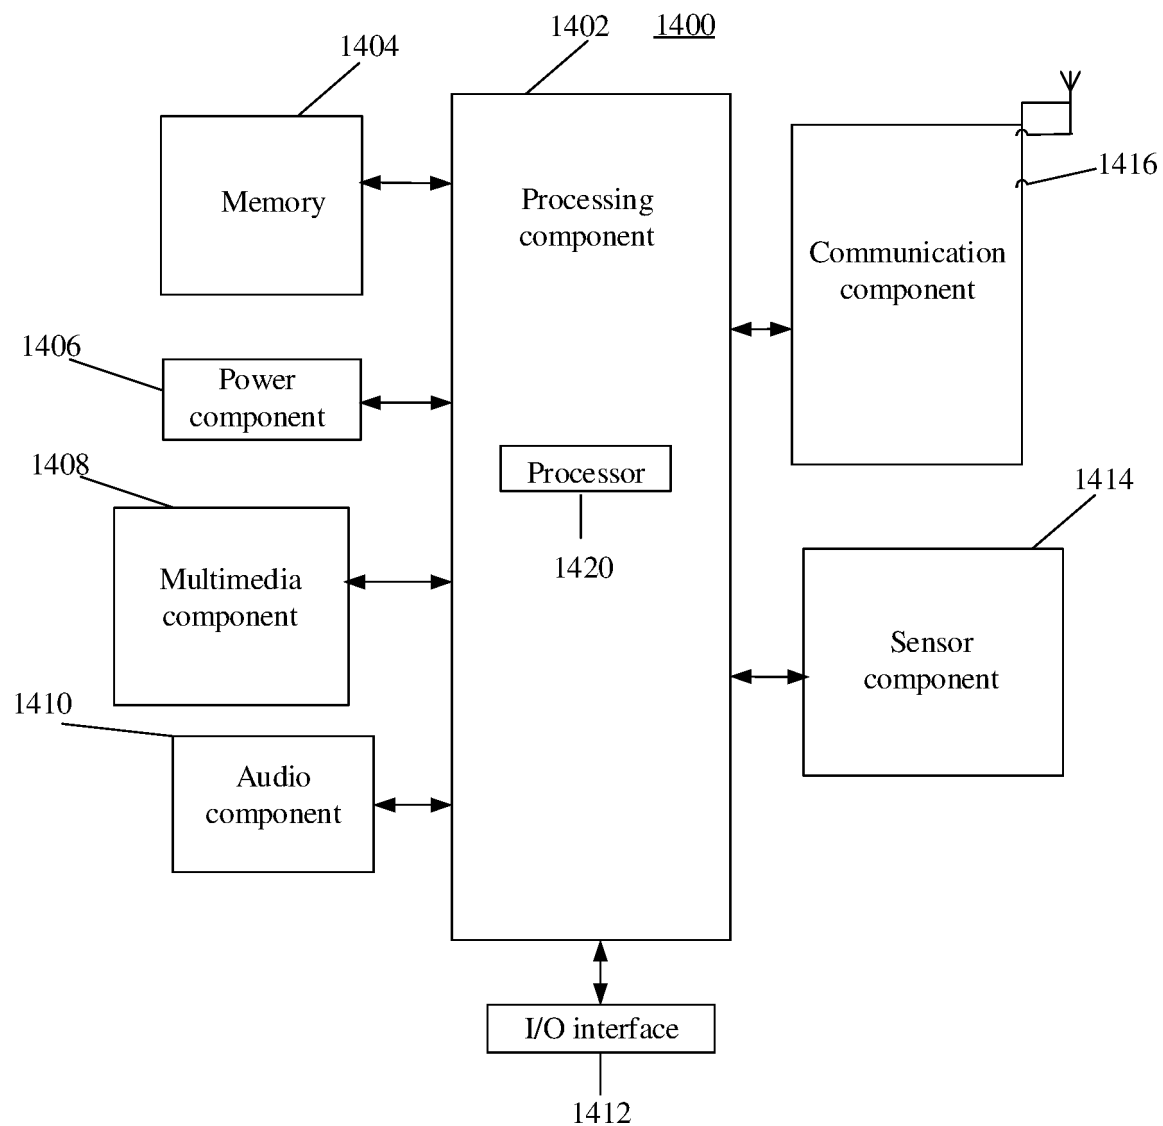 1402
1400
1404
Memory
Processing
component
1416
Communication
component
1406
Power
component
1408
Processor
1420
1414
Multimedia
component
Sensor
component
1410
Audio
component
I/O interface
1412